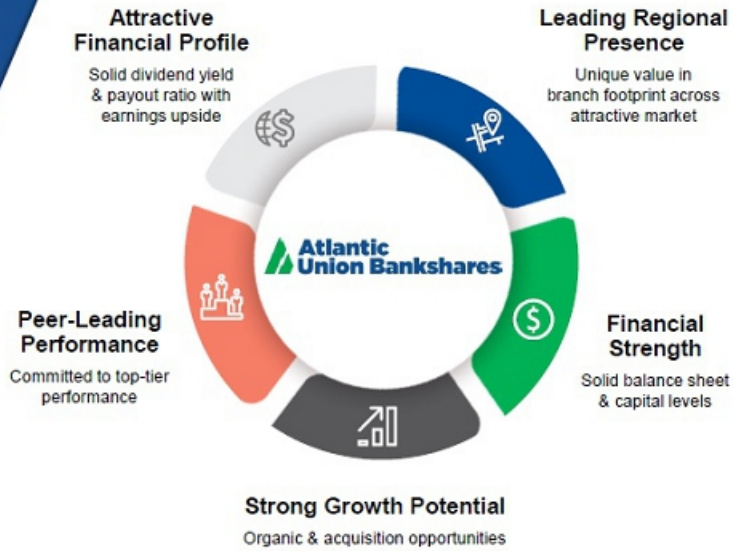 Attractive
Financial Profile
Solid dividend yield
& payout ratio with
earnings upside
Leading Regional
Presence
Unique value in
branch footprint across
attractive market
Atlantic
Union Bankshares
Peer-Leading
Performance
Committed to top-tier
performance
Financial
Strength
Solid balance sheet
& capital levels
Strong Growth Potential
Organic & acquisition opportunities